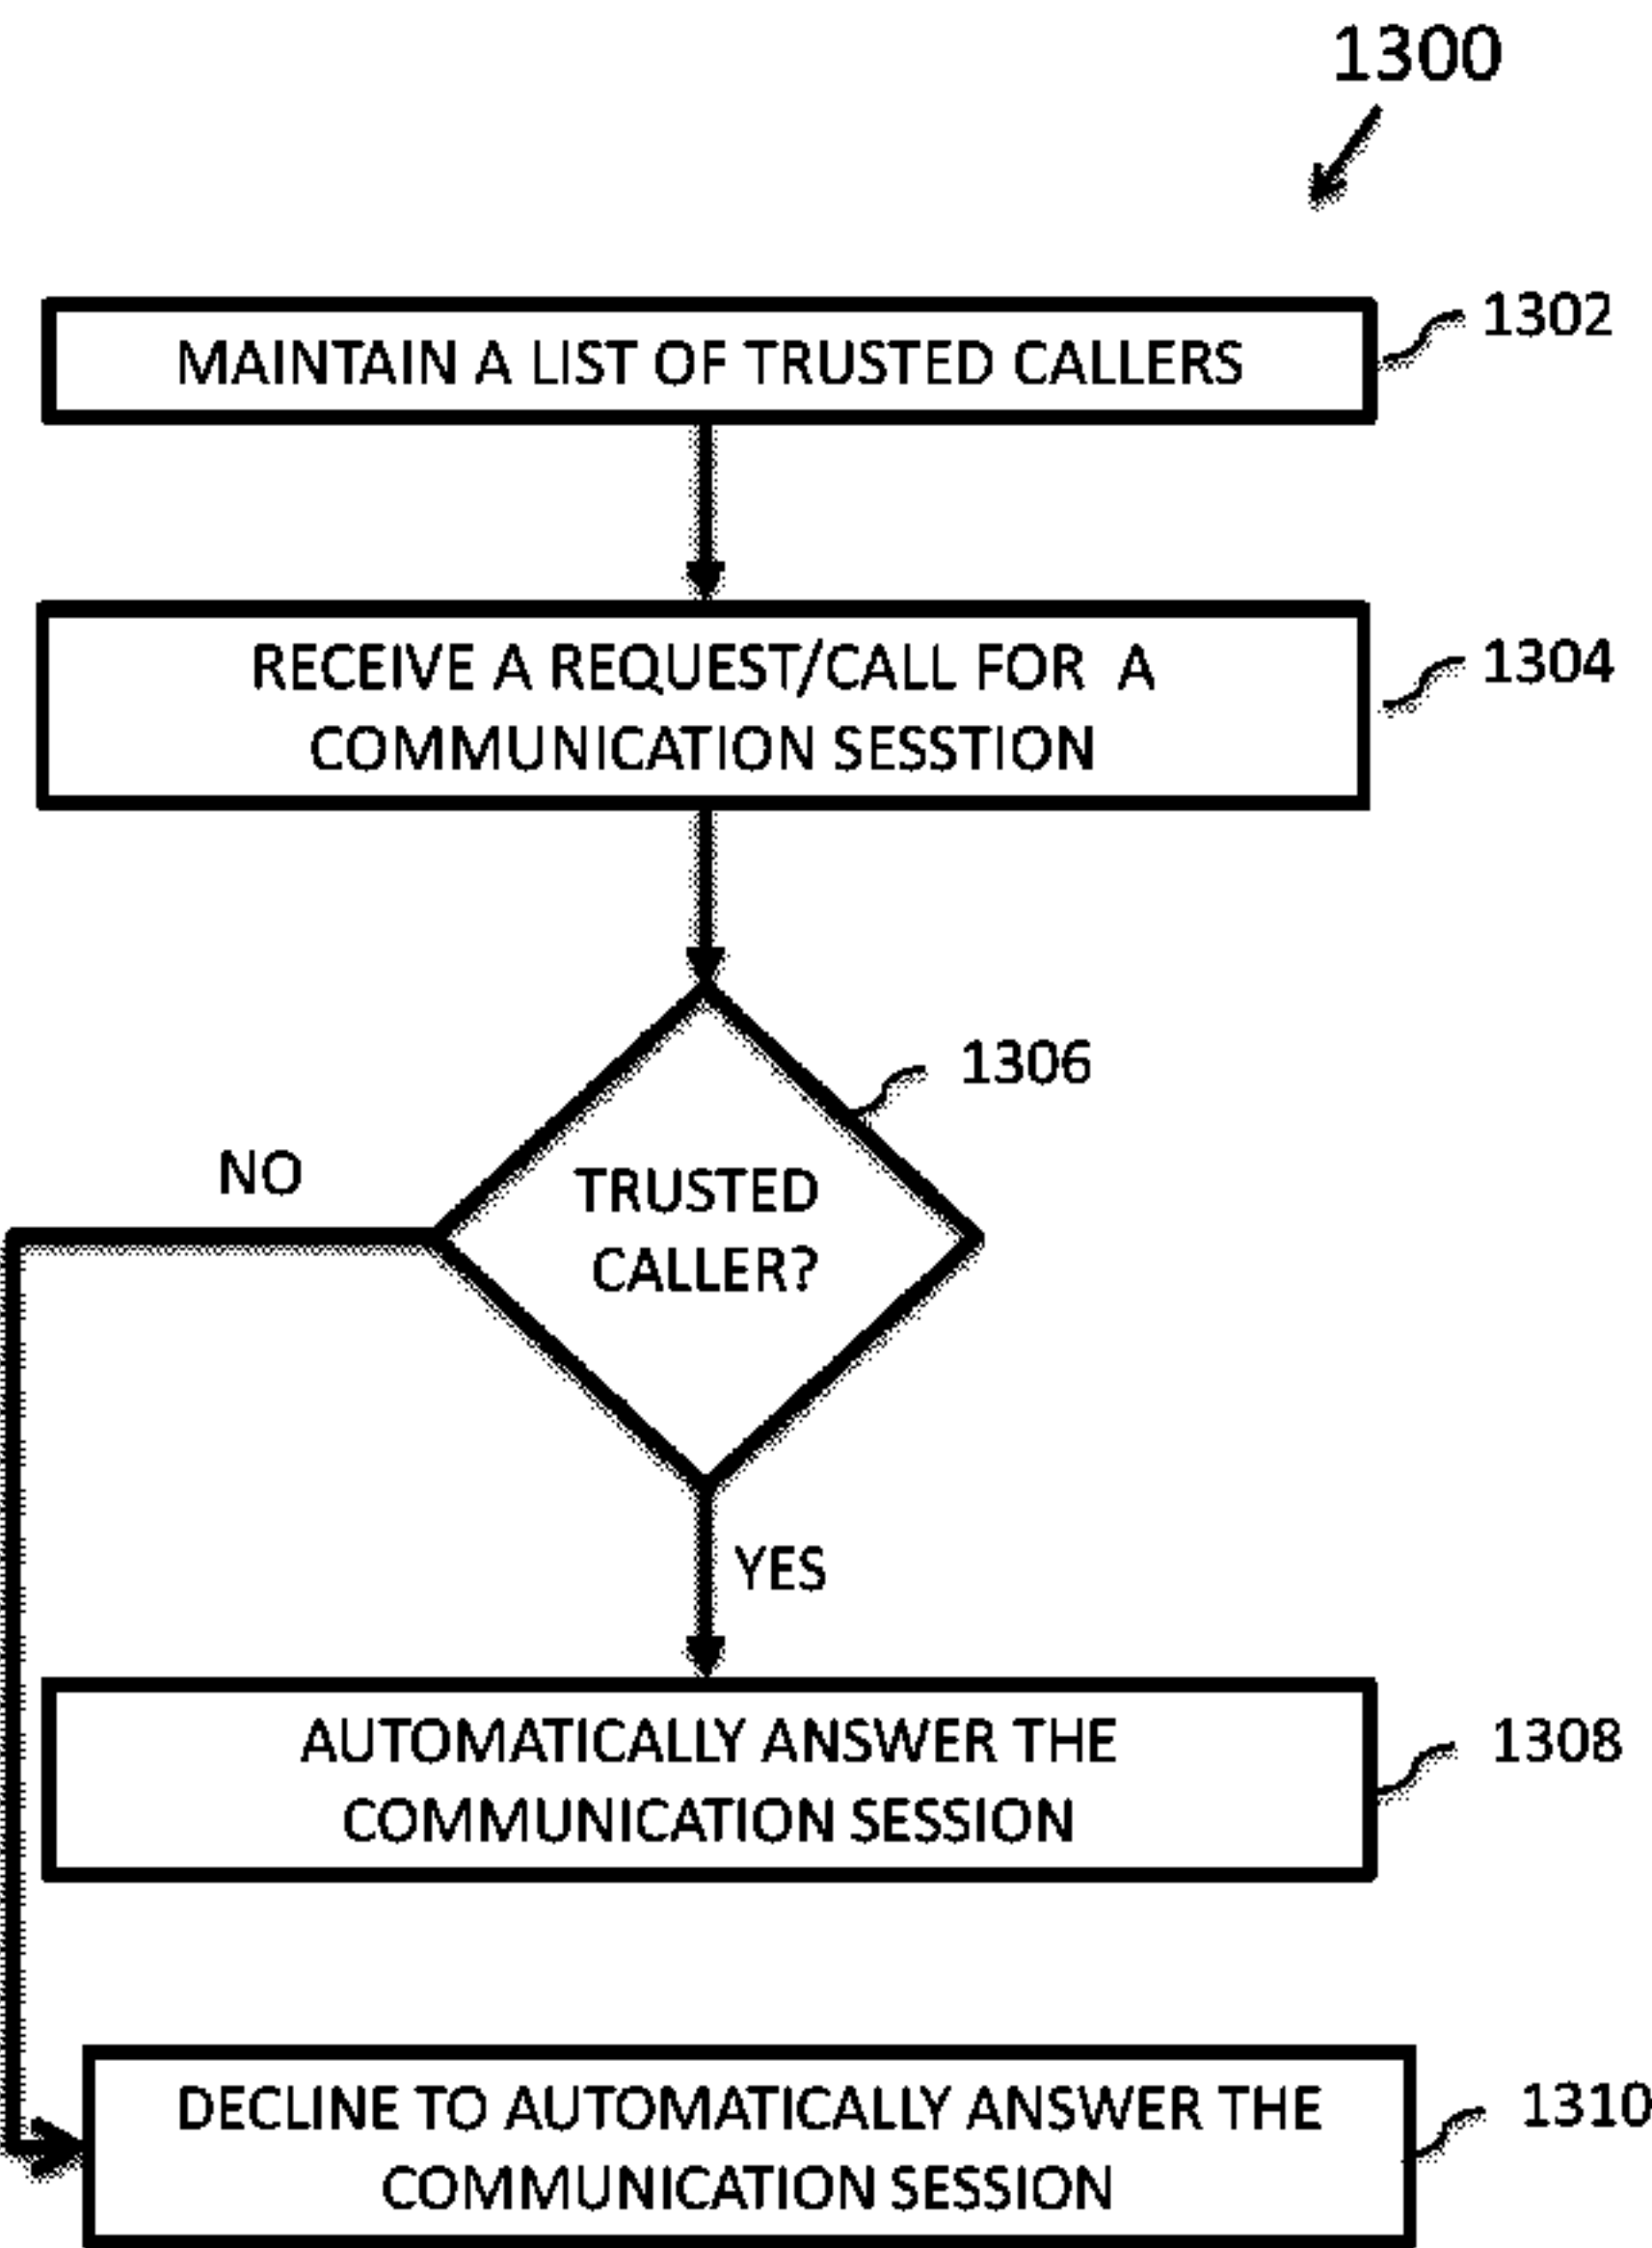 1300
MAINTAIN A LIST OF TRUSTED CALLERS
1302
RECEIVE A REQUEST/CALL FOR A
COMMUNICATION SESSTION
1304
1306
NO
TRUSTED
CALLER?
YES
AUTOMATICALLY ANSWER THE
COMMUNICATION SESSION
1308
DECLINE TO AUTOMATICALLY ANSWER THE
COMMUNICATION SESSION
1310